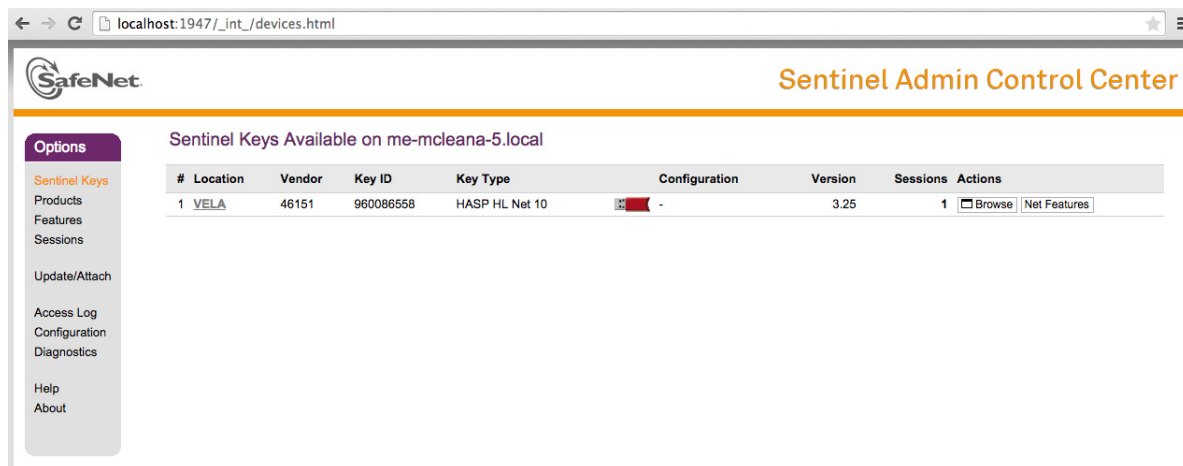 localhost:1947/_int_/devices.html
SafeNet.
Sentinel Admin Control Center
Options
Sentinel Keys
Products
Features
Sessions
Update/Attach
Access Log
Configuration
Diagnostics
Help
About
Sentinel Keys Available on me-mcleana-5.local
# Location Vendor Key ID Key Type Configuration Version Sessions Actions
1 VELA 46151 960086558 HASP HL Net 10 - 3.25 1 Browse Net Features